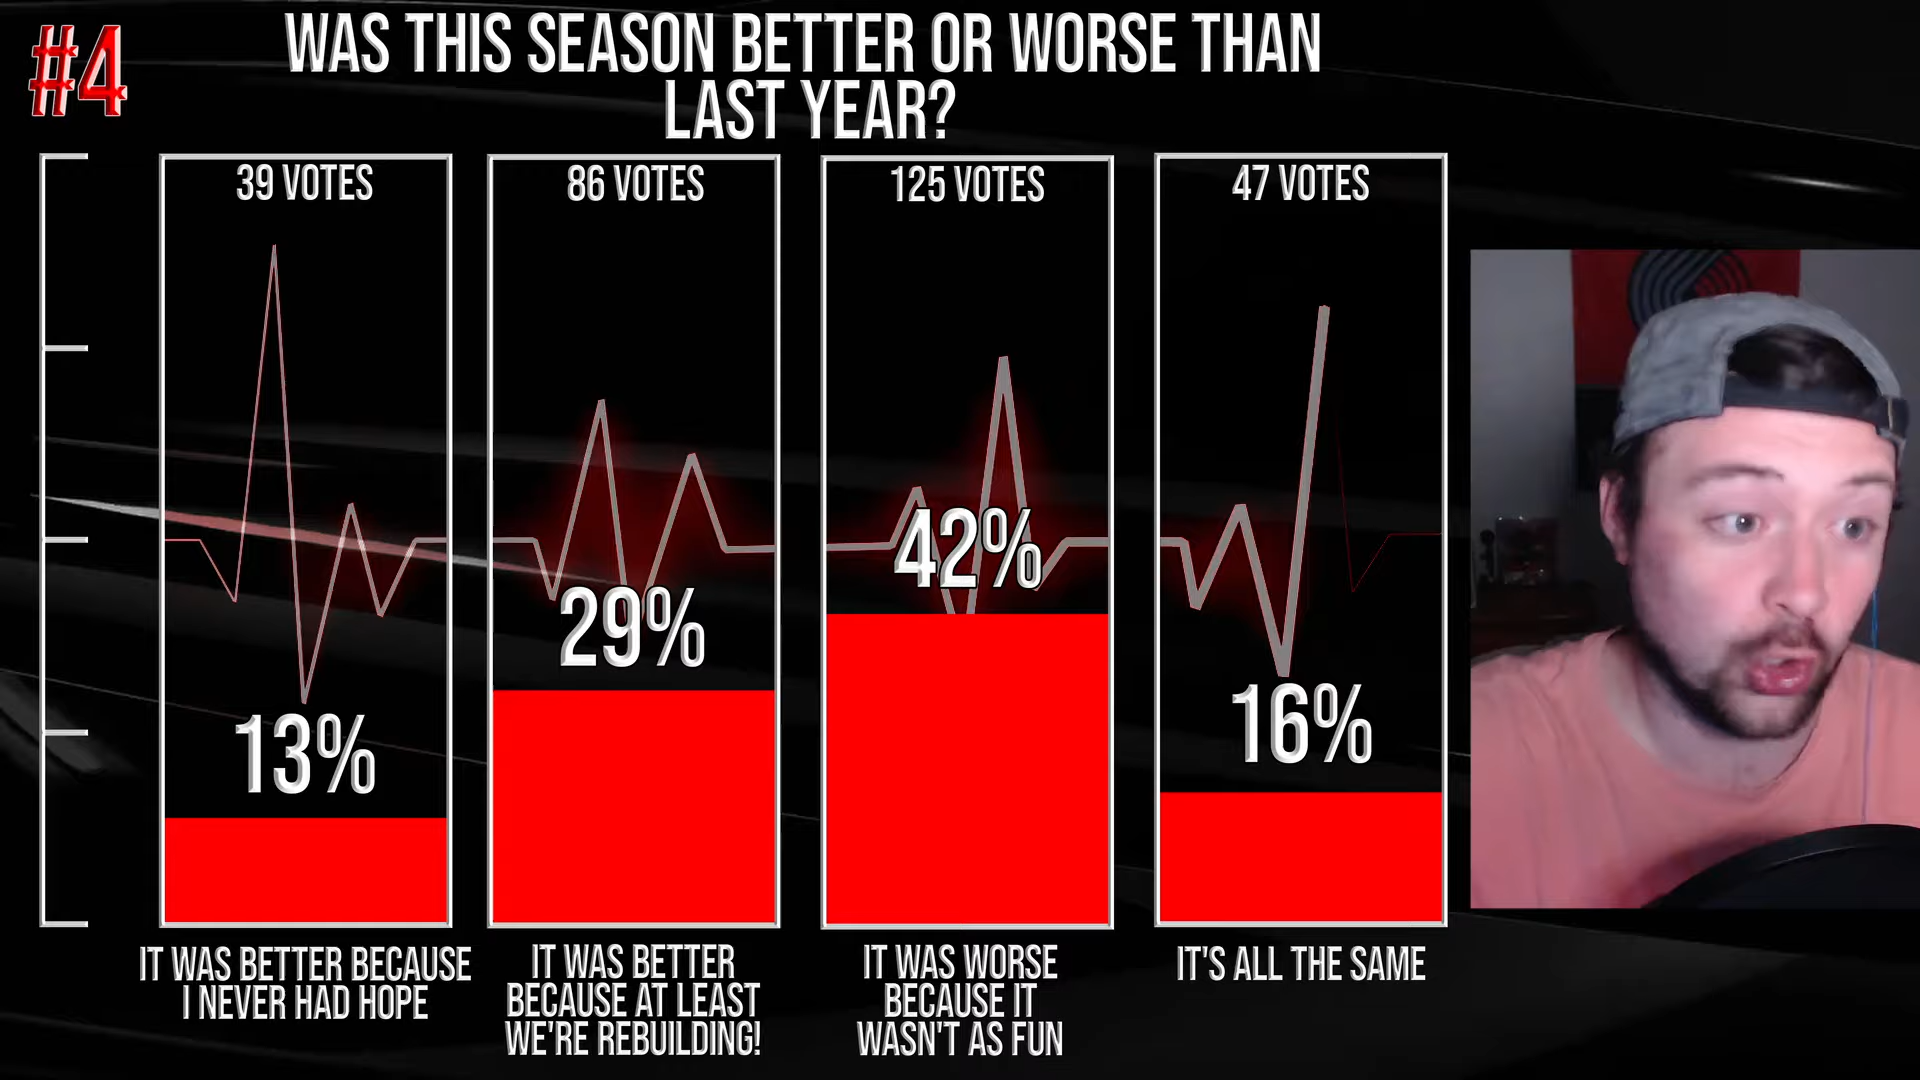 #4
WAS THIS SEASON BETTER OR WORSE THAN
LAST YEAR?
39 VOTES
86 VOTES
125 VOTES
47 VOTES
13%
29%
42%
16%
IT WAS BETTER BECAUSE
I NEVER HAD HOPE
IT WAS BETTER
BECAUSE AT LEAST
WE'RE REBUILDING!
IT WAS WORSE
BECAUSE IT
WASN'T AS FUN
IT'S ALL THE SAME